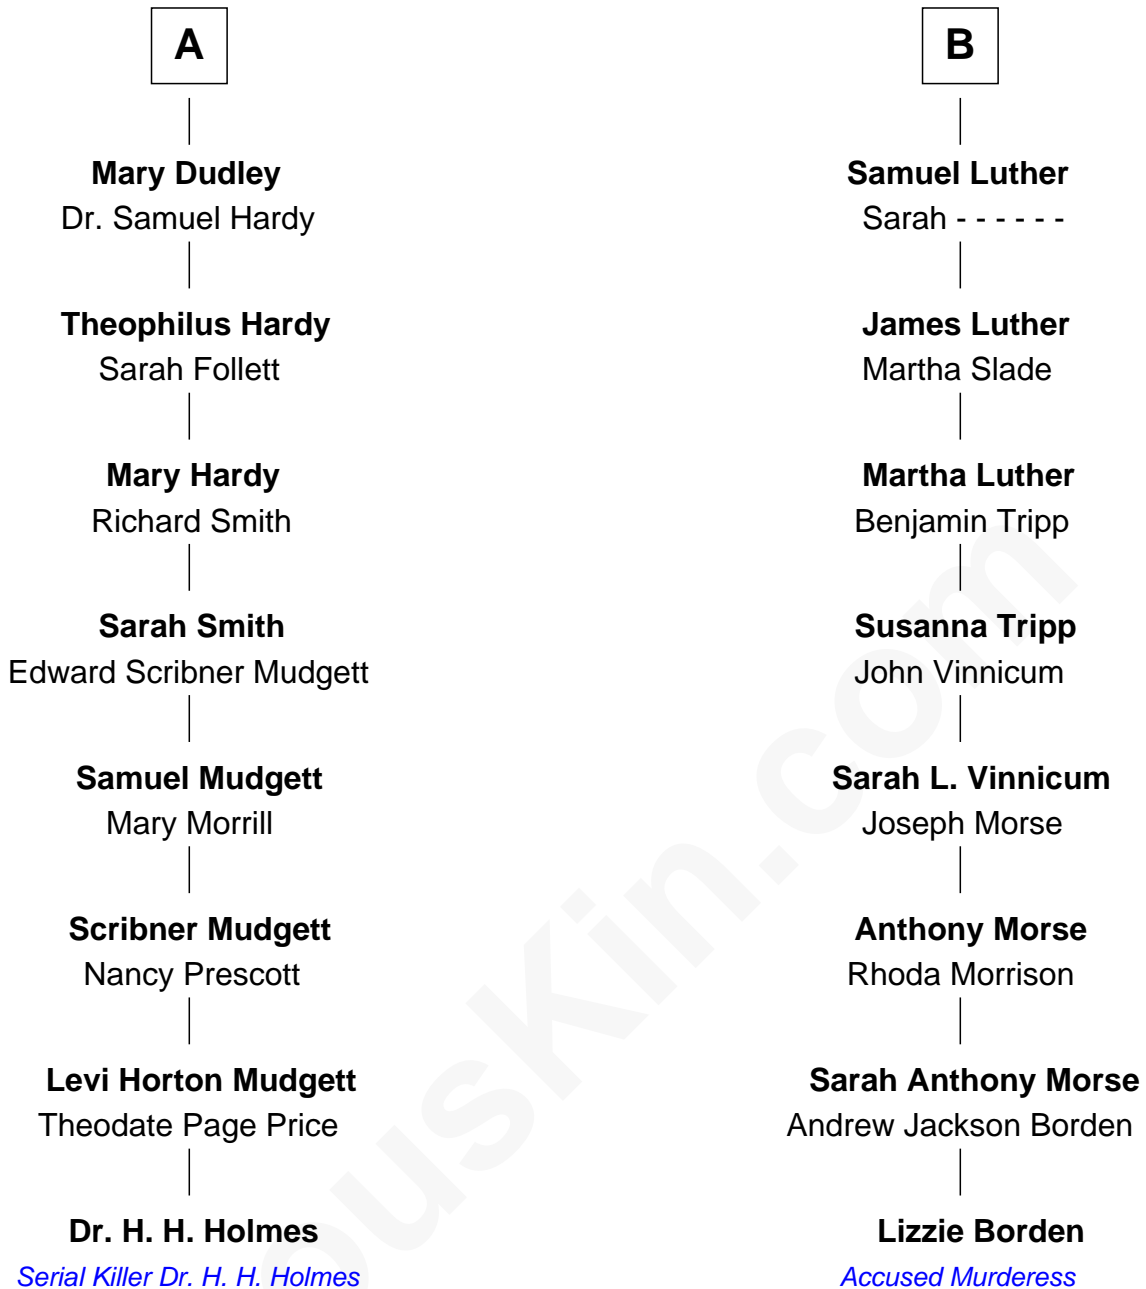 A
B
Mary Dudley
Dr. Samuel Hardy
Samuel Luther
Sarah - - - - - -
Theophilus Hardy
Sarah Follett
James Luther
Martha Slade
Mary Hardy
Richard Smith
Martha Luther
Benjamin Tripp
Sarah Smith
Edward Scribner Mudgett
Susanna Tripp
John Vinnicum
Samuel Mudgett
Mary Morrill
Sarah L. Vinnicum
Joseph Morse
Scribner Mudgett
Nancy Prescott
Anthony Morse
Rhoda Morrison
Levi Horton Mudgett
Theodate Page Price
Sarah Anthony Morse
Andrew Jackson Borden
Dr. H. H. Holmes
Serial Killer Dr. H. H. Holmes
Lizzie Borden
Accused Murderess
ousKin.com